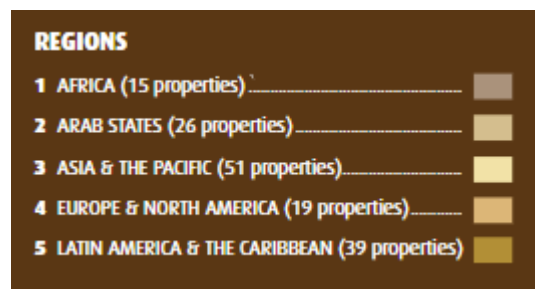 REGIONS
1 AFRICA (15 properties)
2 ARAB STATES (26 properties)
3 ASIA & THE PACIFIC (51 properties)
4 EUROPE & NORTH AMERICA (19 properties)
5 LATIN AMERICA & THE CARIBBEAN (39 properties)